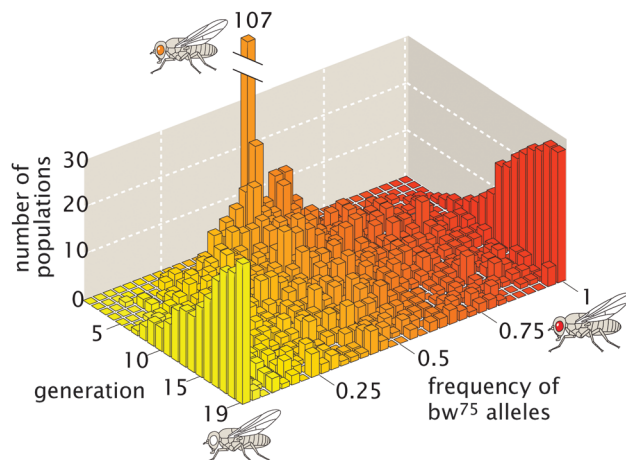 107
30
20
10
0
number of
populations
5
10
15
19
generation
0.25
0.5
0.75
1
frequency of
bw⁷⁵ alleles